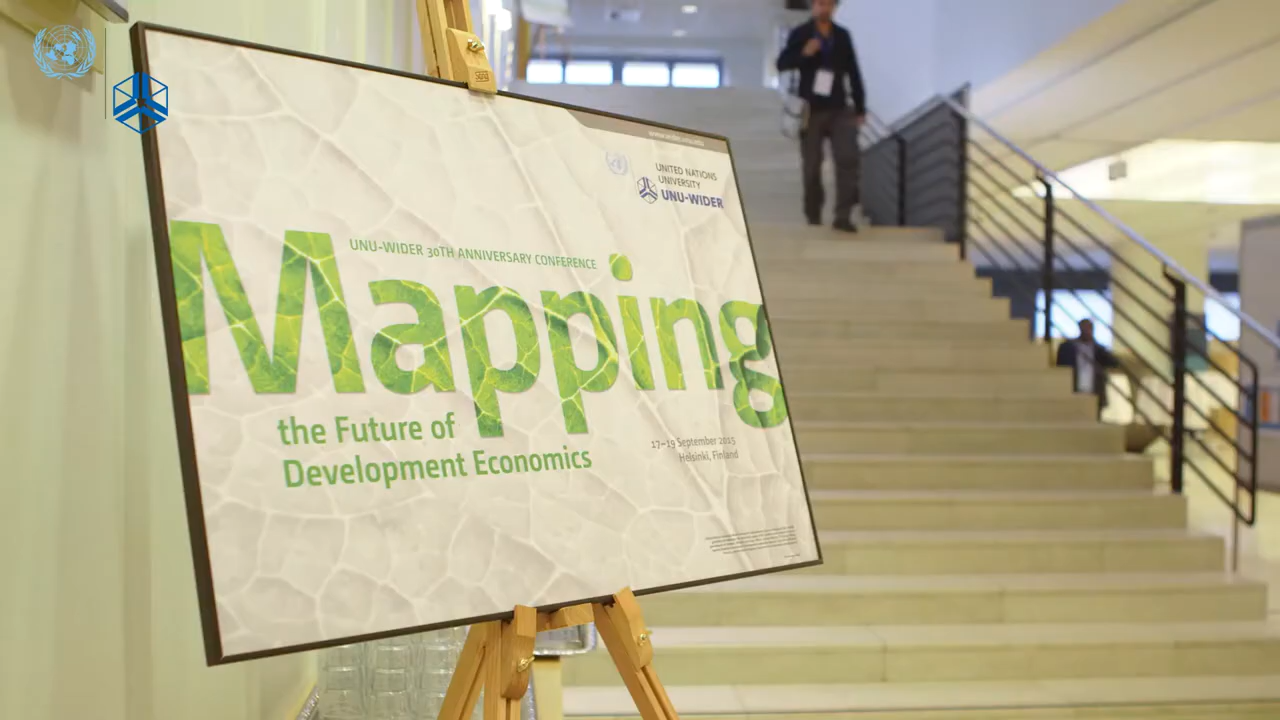 UNITED NATIONS
UNIVERSITY
UNU-WIDER
UNU-WIDER 30TH ANNIVERSARY CONFERENCE
Mapping
the Future of
Development Economics
17–19 September 2015
Helsinki, Finland